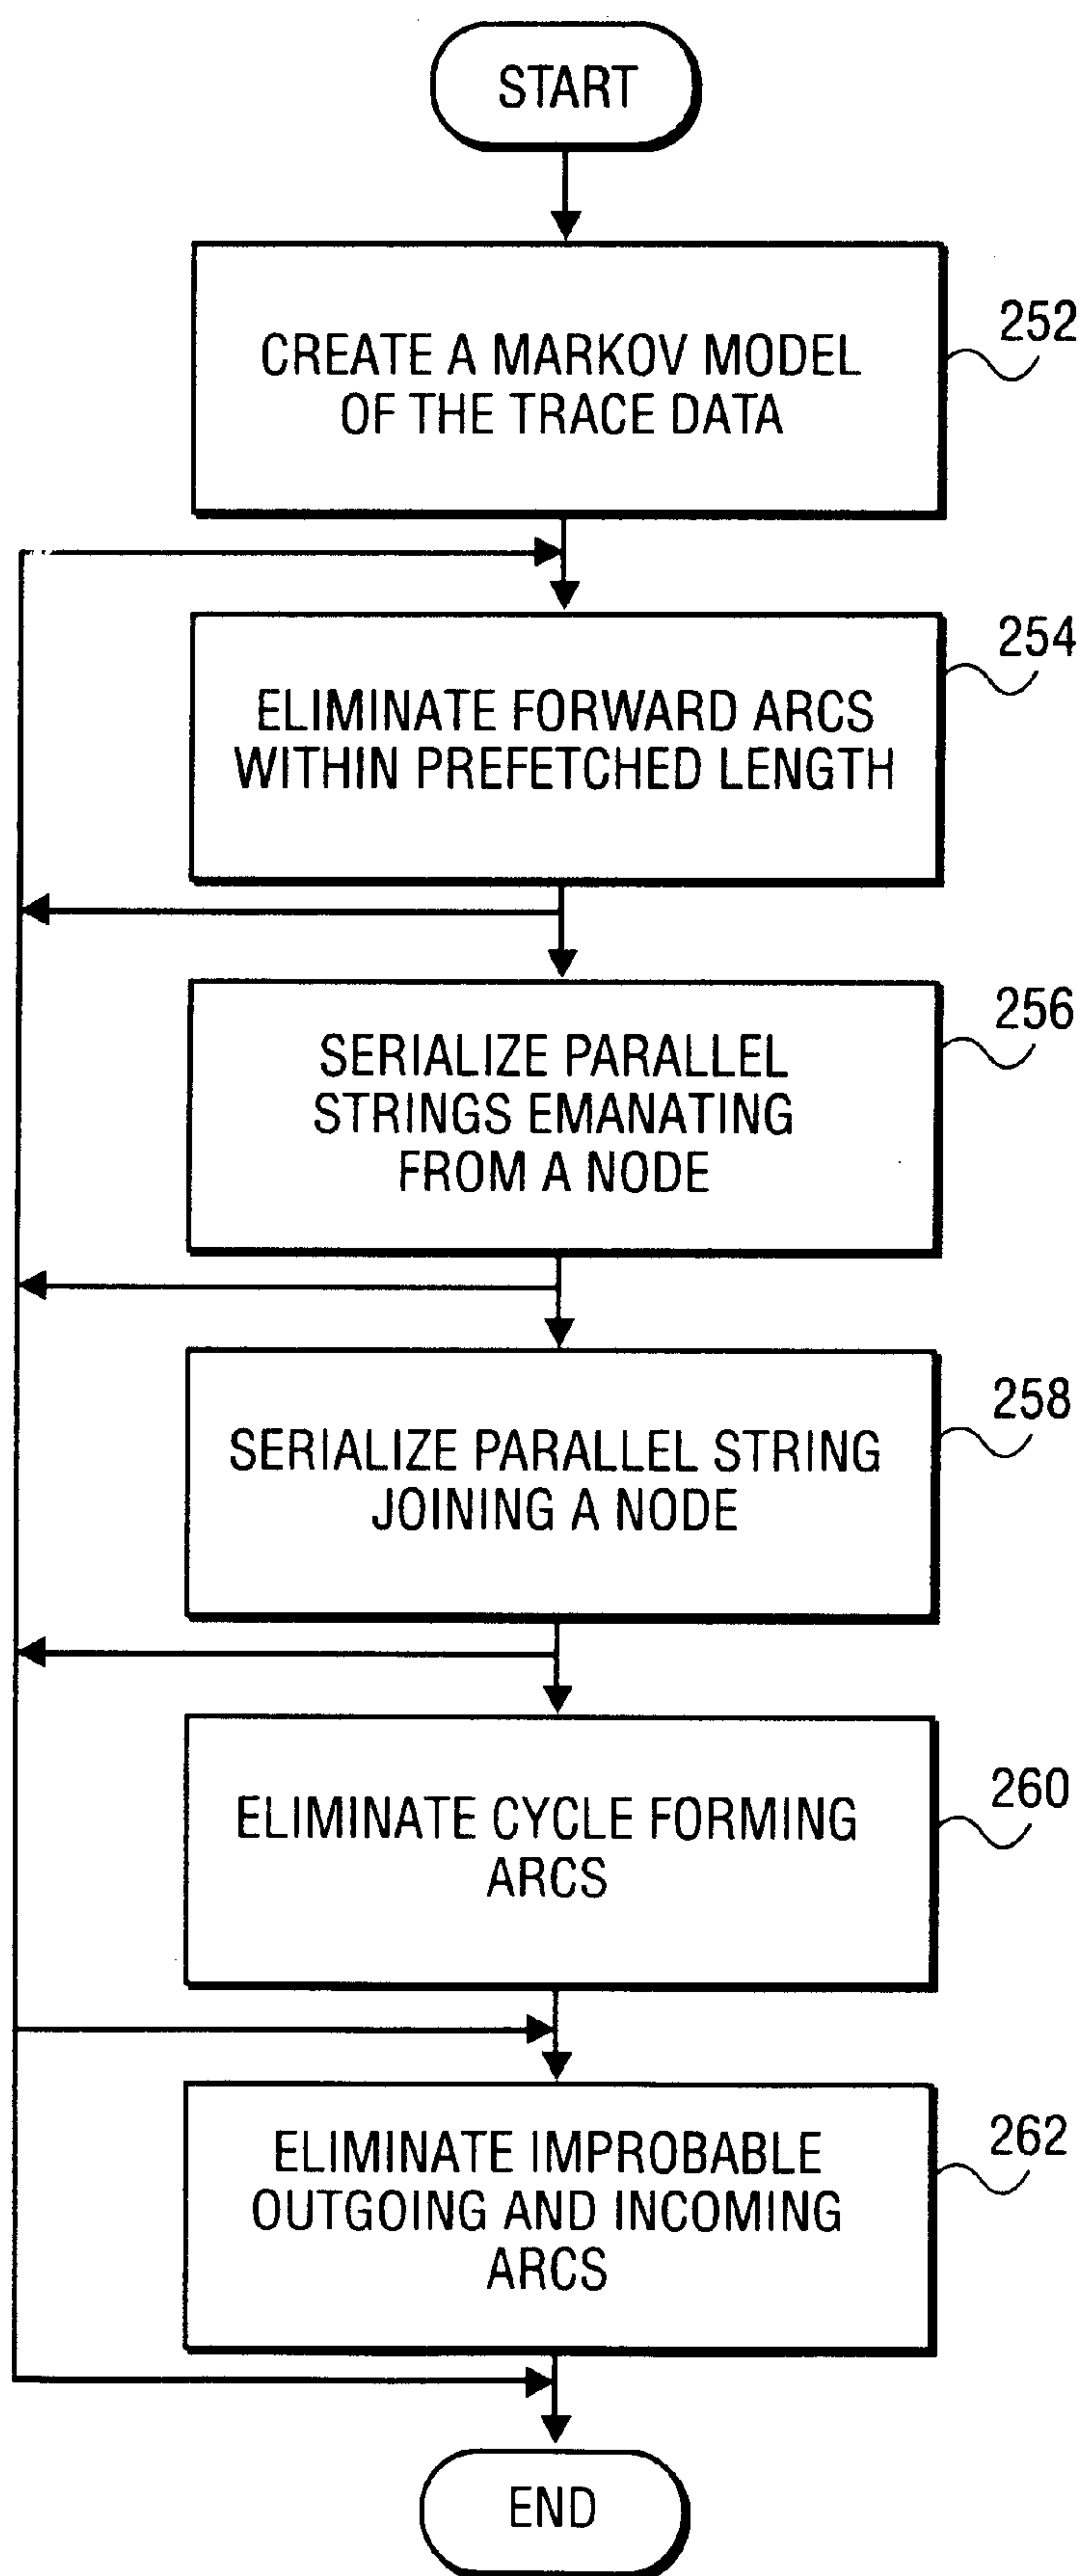 START
252
CREATE A MARKOV MODEL
OF THE TRACE DATA
254
ELIMINATE FORWARD ARCS
WITHIN PREFETCHED LENGTH
256
SERIALIZE PARALLEL
STRINGS EMANATING
FROM A NODE
258
SERIALIZE PARALLEL STRING
JOINING A NODE
260
ELIMINATE CYCLE FORMING
ARCS
262
ELIMINATE IMPROBABLE
OUTGOING AND INCOMING
ARCS
END